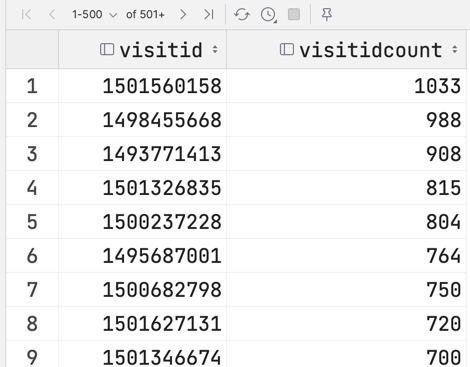 1-500 of 501+
visitid visitidcount
1 1501560158 1033
2 1498455668 988
3 1493771413 908
4 1501326835 815
5 1500237228 804
6 1495687001 764
7 1500682798 750
8 1501627131 720
9 1501346674 700